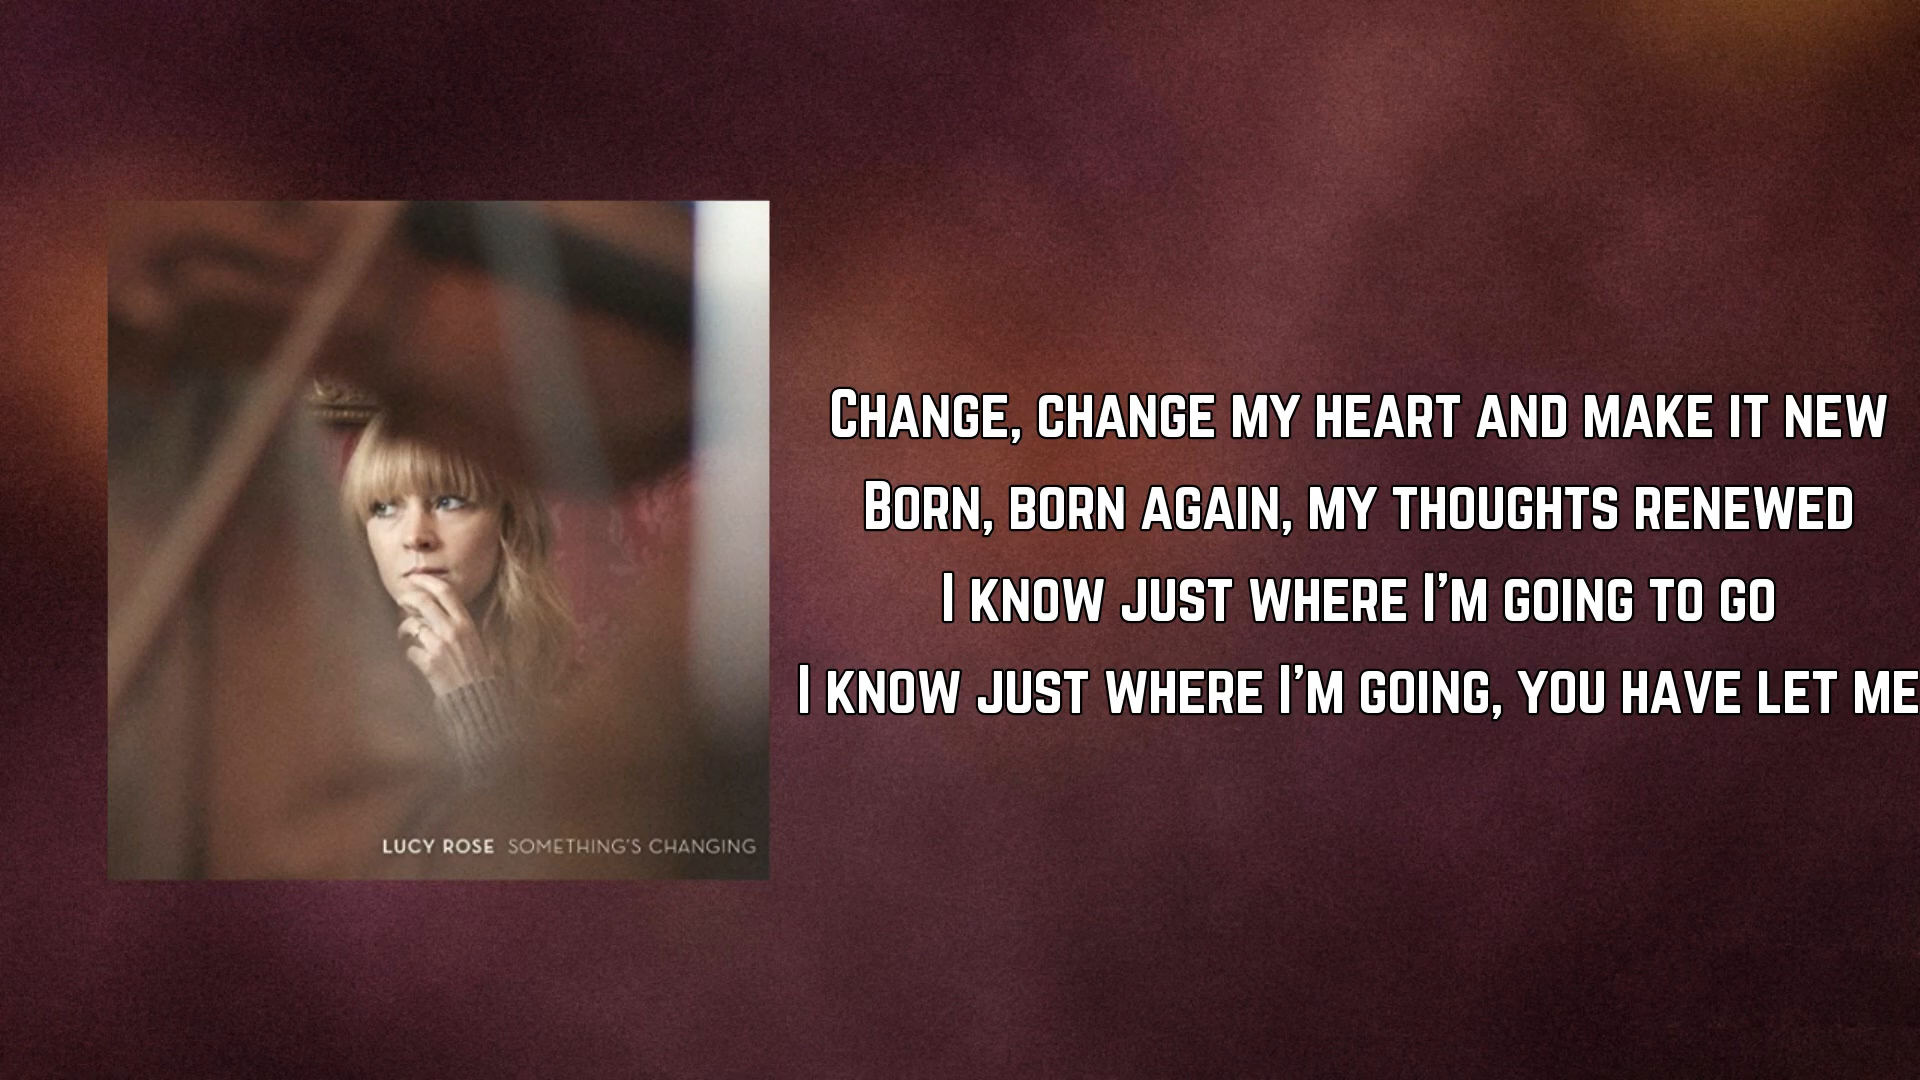 Change, change my heart and make it new
Born, born again, my thoughts renewed
I know just where I'm going to go
I know just where I'm going, you have let me
LUCY ROSE SOMETHING'S CHANGING